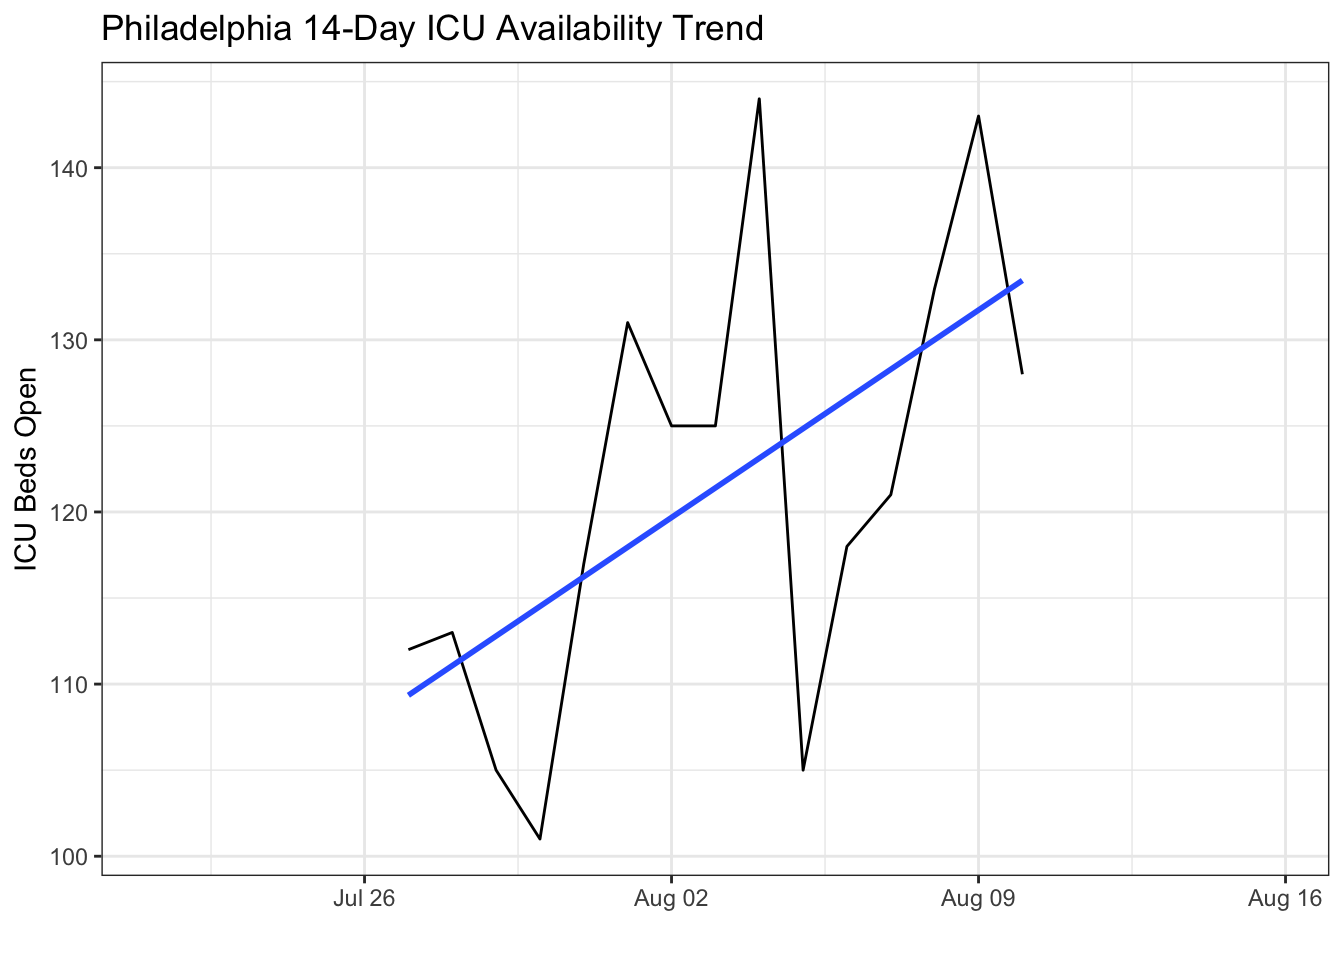 Philadelphia 14-Day ICU Availability Trend
ICU Beds Open
140
130
120
110
100
Jul 26
Aug 02
Aug 09
Aug 16